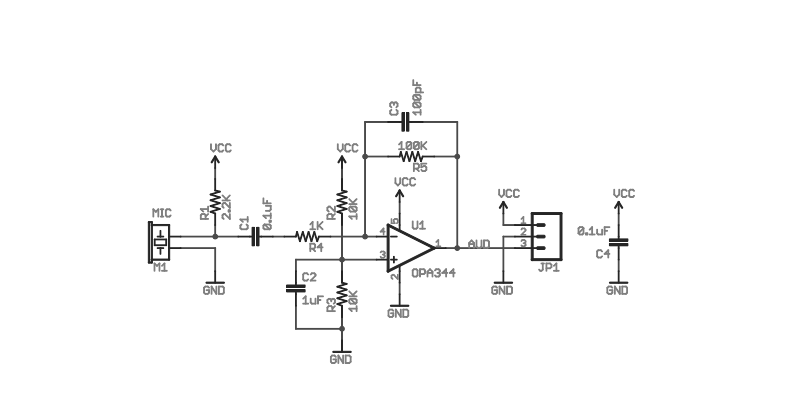 C3
100pF
100K
R5
VCC
VCC
VCC
VCC
VCC
MIC
R1
2.2K
C1
0.1uF
1K
R4
R2
10K
5
U1
4
3
1
2
OPA344
AUD
1
2
3
JP1
0.1uF
C4
M1
GND
C2
1uF
R3
10K
GND
GND
GND
GND